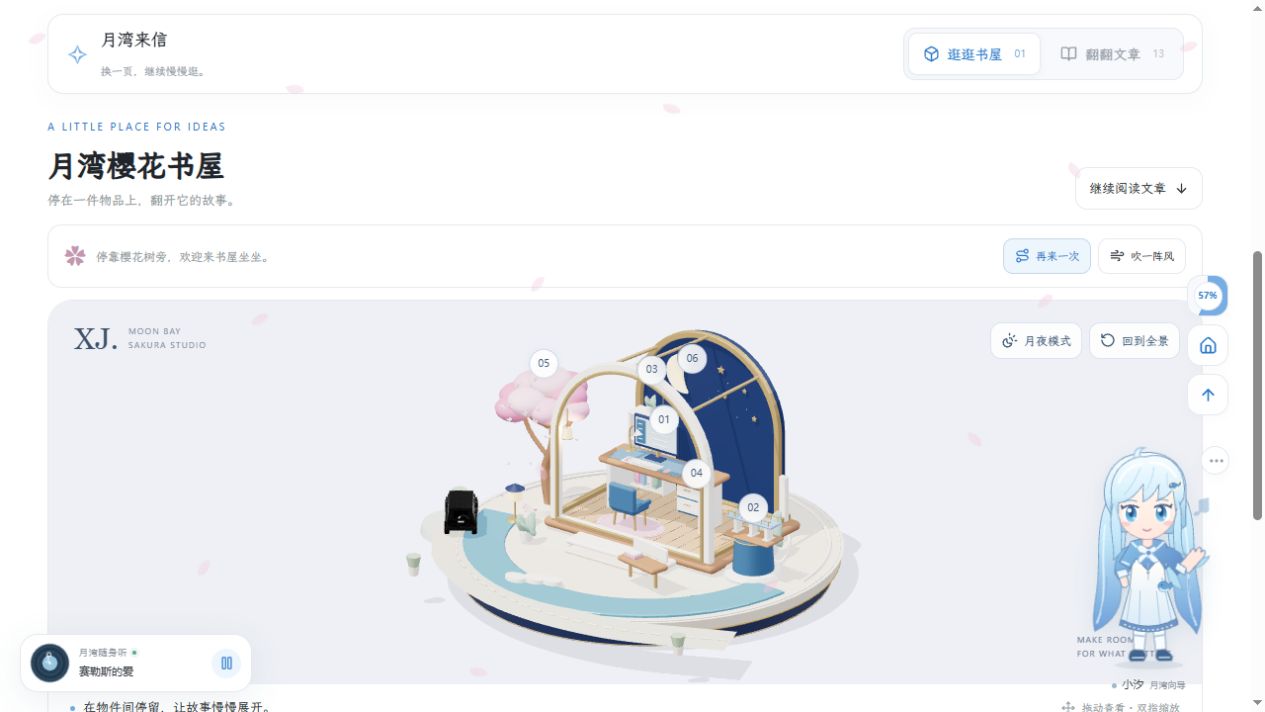 月湾来信
换一页，继续慢慢逛。
逛逛书屋 01
翻翻文章 13
A LITTLE PLACE FOR IDEAS
月湾樱花书屋
停在一件物品上，翻开它的故事。
继续阅读文章
停靠樱花树旁，欢迎来书屋坐坐。
再来一次
吹一阵风
57%
XJ.
MOON BAY
SAKURA STUDIO
月夜模式
回到全景
05
03
06
01
04
02
MAKE ROOM
FOR WHAT
月湾随身听
赛勒斯的爱
小汐 月湾向导
在物件间停留，让故事慢慢展开。
拖动查看·双指缩放